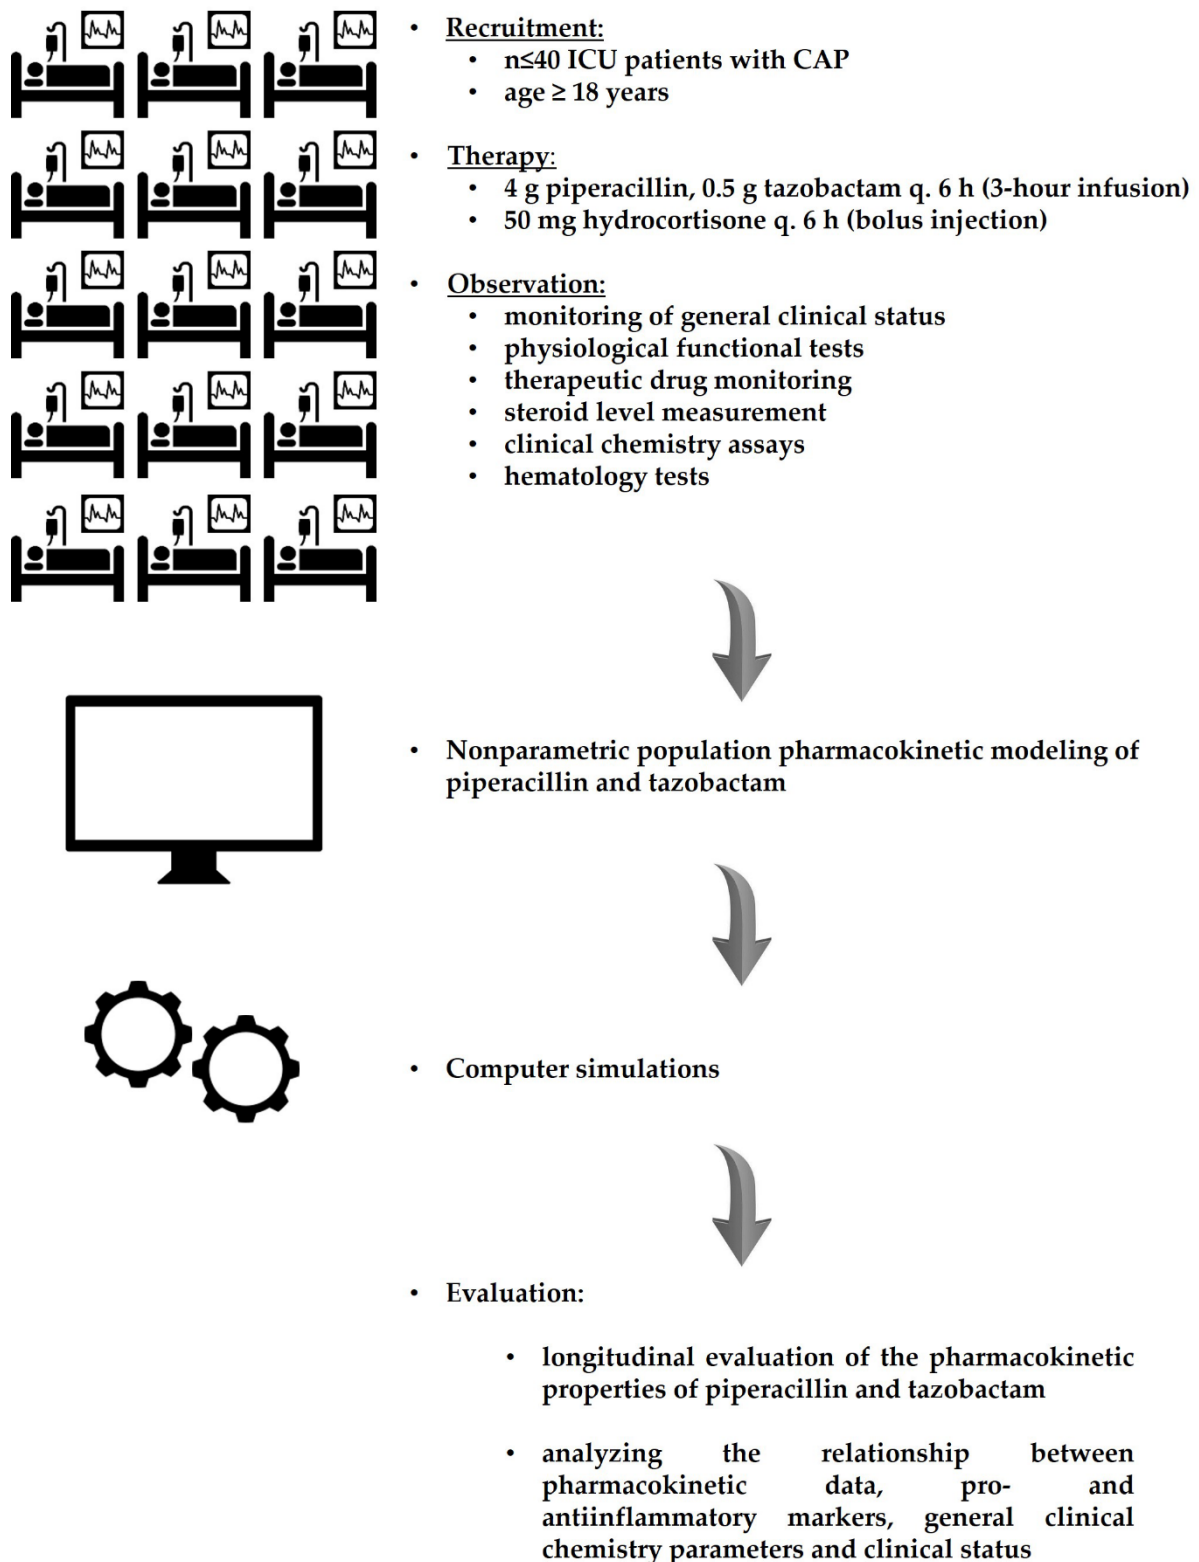 • Recruitment:
• n≤40 ICU patients with CAP
• age ≥ 18 years
• Therapy:
• 4 g piperacillin, 0.5 g tazobactam q. 6 h (3-hour infusion)
• 50 mg hydrocortisone q. 6 h (bolus injection)
• Observation:
• monitoring of general clinical status
• physiological functional tests
• therapeutic drug monitoring
• steroid level measurement
• clinical chemistry assays
• hematology tests
• Nonparametric population pharmacokinetic modeling of
piperacillin and tazobactam
• Computer simulations
• Evaluation:
• longitudinal evaluation of the pharmacokinetic
properties of piperacillin and tazobactam
• analyzing the relationship between
pharmacokinetic data, pro- and
antiinflammatory markers, general clinical
chemistry parameters and clinical status